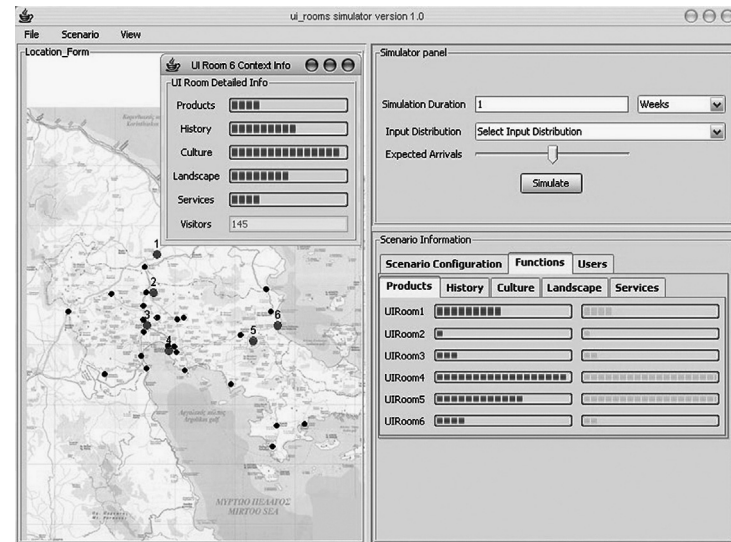 ui_rooms simulator version 1.0
File Scenario View
Location_Form
UI Room 6 Context Info
UI Room Detailed Info
Products
History
Culture
Landscape
Services
Visitors 145
1
2
3
4
5
6
ΜΥΡΤΩΟ ΠΕΛΑΓΟΣ
MIRTOO SEA
Simulator panel
Simulation Duration 1 Weeks
Input Distribution Select Input Distribution
Expected Arrivals
Simulate
Scenario Information
Scenario Configuration Functions Users
Products History Culture Landscape Services
UIRoom1
UIRoom2
UIRoom3
UIRoom4
UIRoom5
UIRoom6